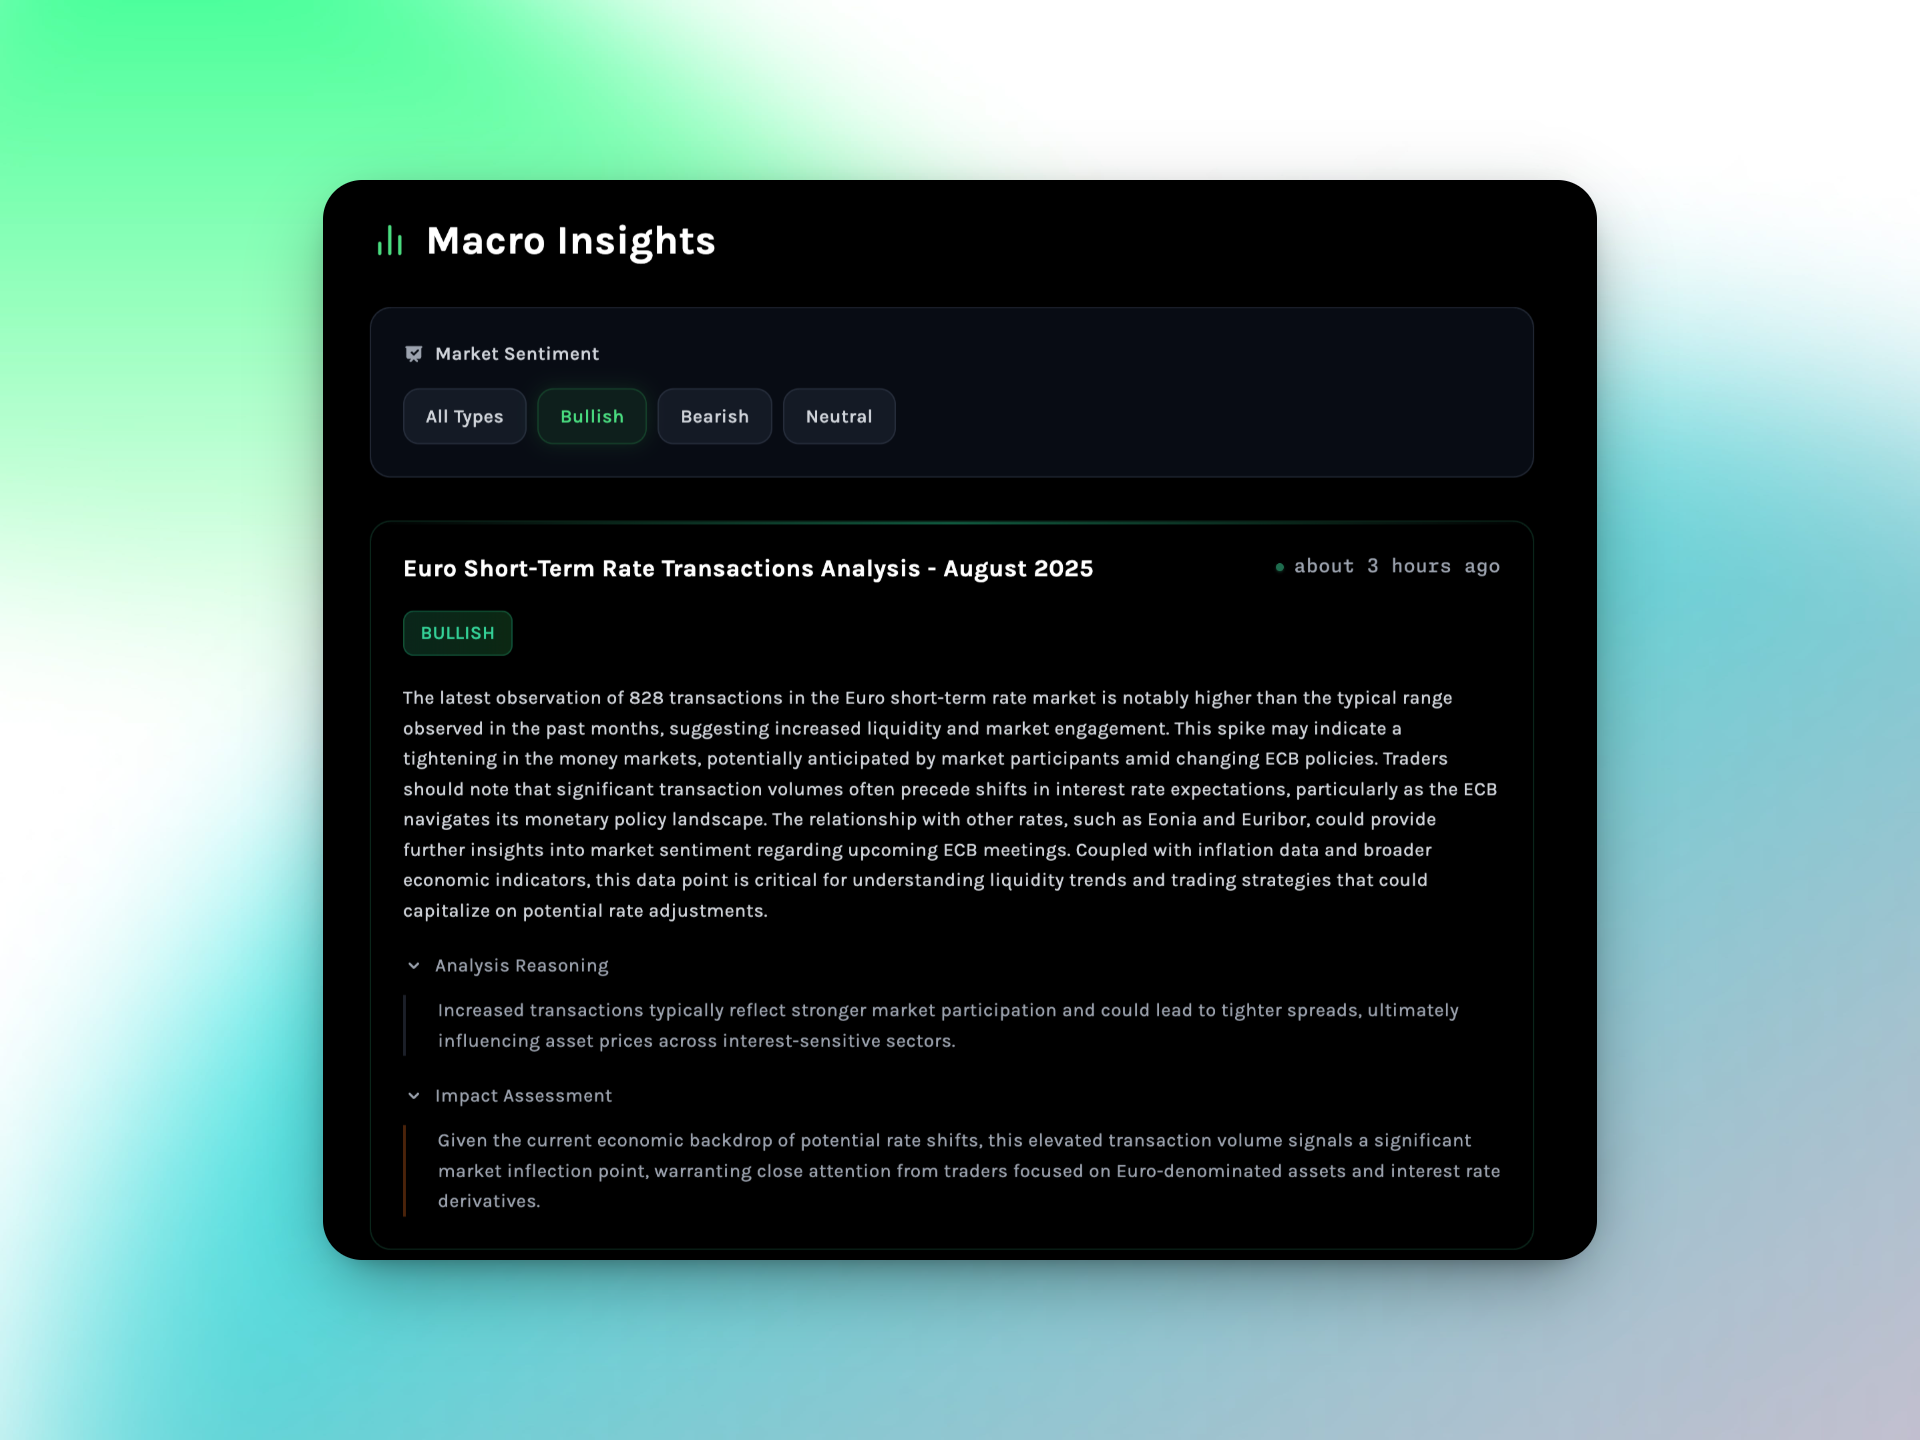 Macro Insights
Market Sentiment
All Types Bullish Bearish Neutral
Euro Short-Term Rate Transactions Analysis - August 2025 about 3 hours ago
BULLISH
The latest observation of 828 transactions in the Euro short-term rate market is notably higher than the typical range
observed in the past months, suggesting increased liquidity and market engagement. This spike may indicate a
tightening in the money markets, potentially anticipated by market participants amid changing ECB policies. Traders
should note that significant transaction volumes often precede shifts in interest rate expectations, particularly as the ECB
navigates its monetary policy landscape. The relationship with other rates, such as Eonia and Euribor, could provide
further insights into market sentiment regarding upcoming ECB meetings. Coupled with inflation data and broader
economic indicators, this data point is critical for understanding liquidity trends and trading strategies that could
capitalize on potential rate adjustments.
Analysis Reasoning
Increased transactions typically reflect stronger market participation and could lead to tighter spreads, ultimately
influencing asset prices across interest-sensitive sectors.
Impact Assessment
Given the current economic backdrop of potential rate shifts, this elevated transaction volume signals a significant
market inflection point, warranting close attention from traders focused on Euro-denominated assets and interest rate
derivatives.